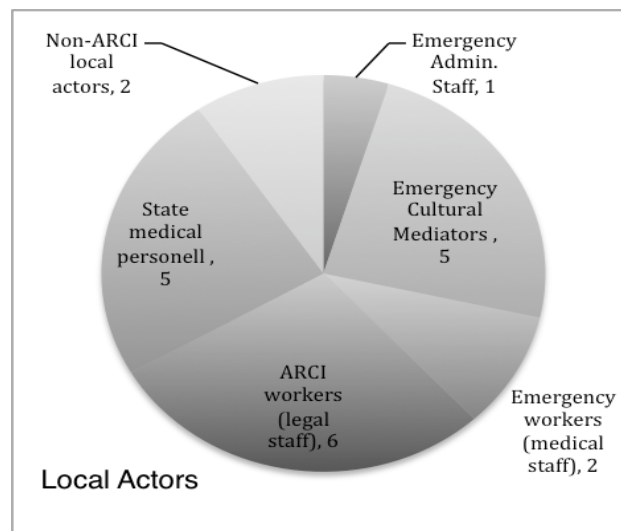 Non-ARCI
local
actors, 2
Emergency
Admin.
Staff, 1
State
medical
personell ,
5
Emergency
Cultural
Mediators ,
5
ARCI
workers
(legal
staff), 6
Emergency
workers
(medical
staff), 2
Local Actors